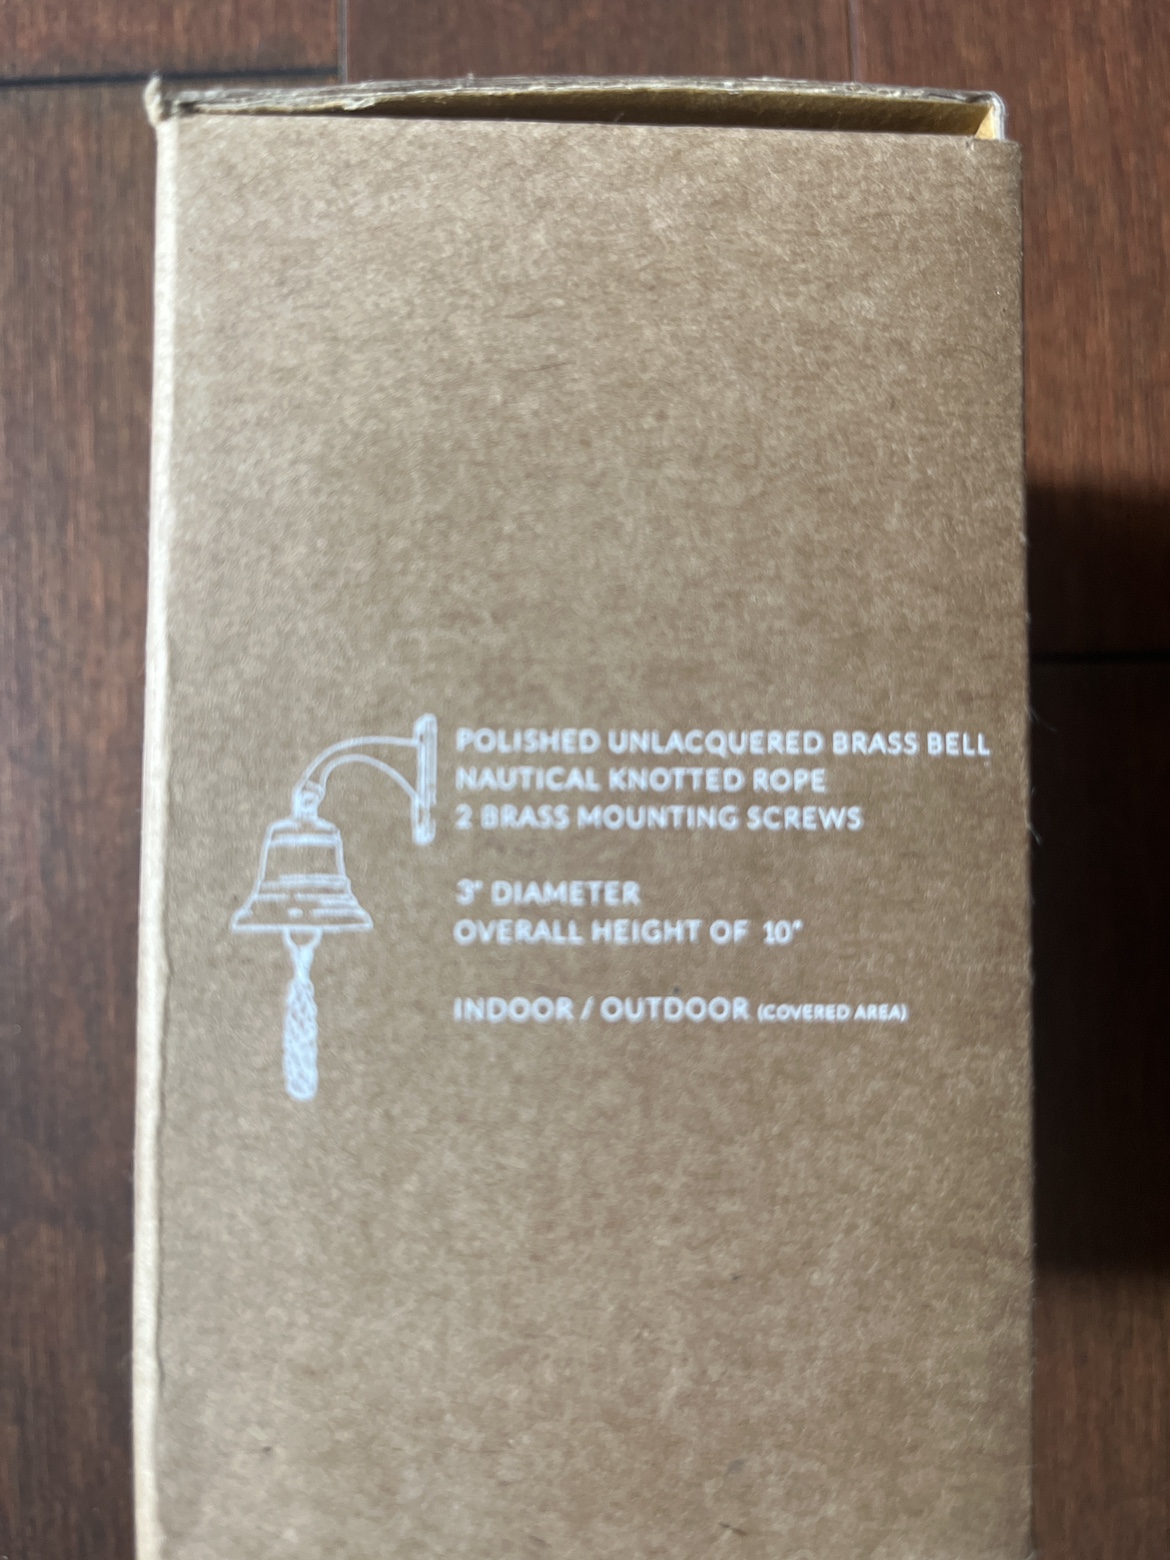 POLISHED UNLACQUERED BRASS BELL
NAUTICAL KNOTTED ROPE
2 BRASS MOUNTING SCREWS
3" DIAMETER
OVERALL HEIGHT OF 10"
INDOOR / OUTDOOR (COVERED AREA)